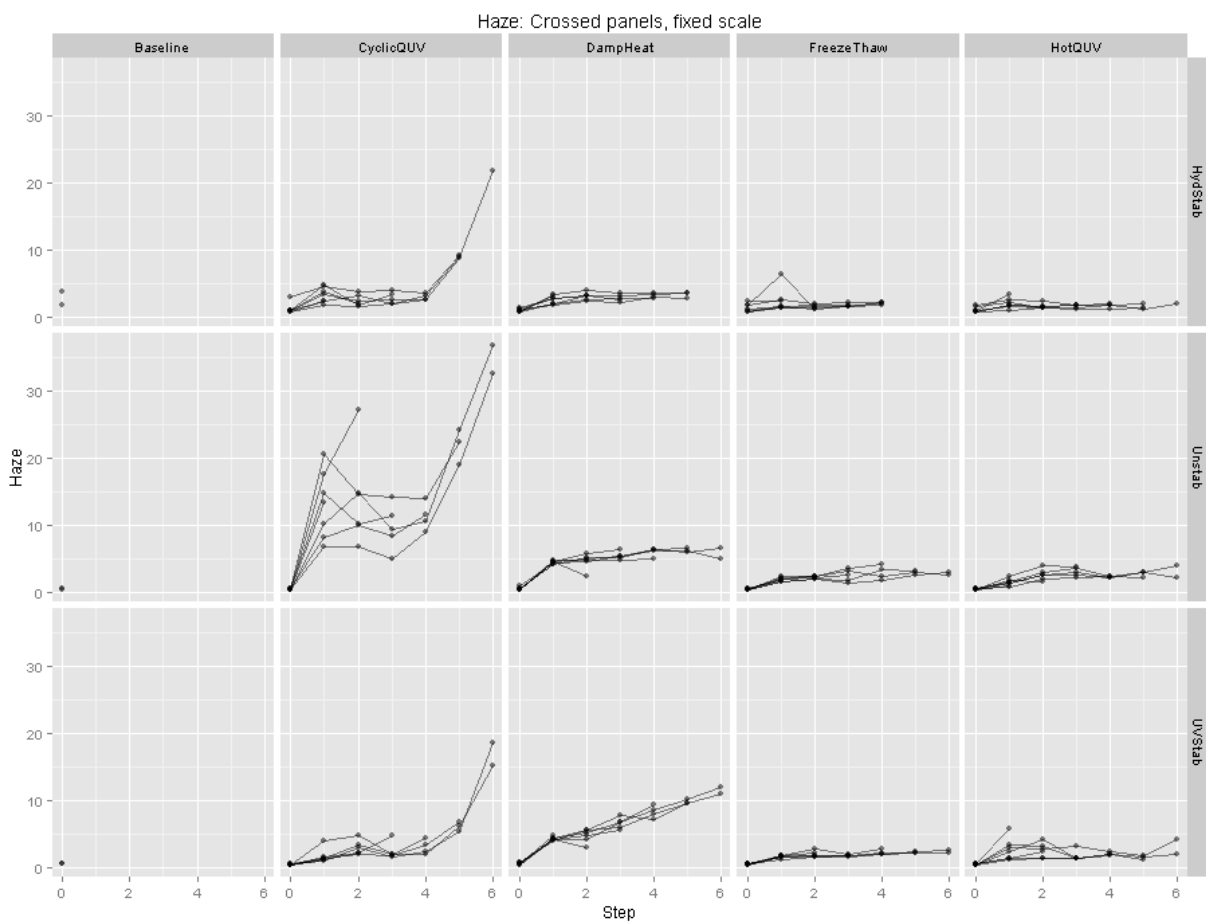 Haze: Crossed panels, fixed scale
Baseline CyclicQUV DampHeat FreezeThaw HotQUV
30
20
10
0
HydStab
30
20
10
0
Unstab
Haze
30
20
10
0
UVStab
0 2 4 6 0 2 4 6 0 2 4 6 0 2 4 6 0 2 4 6
Step